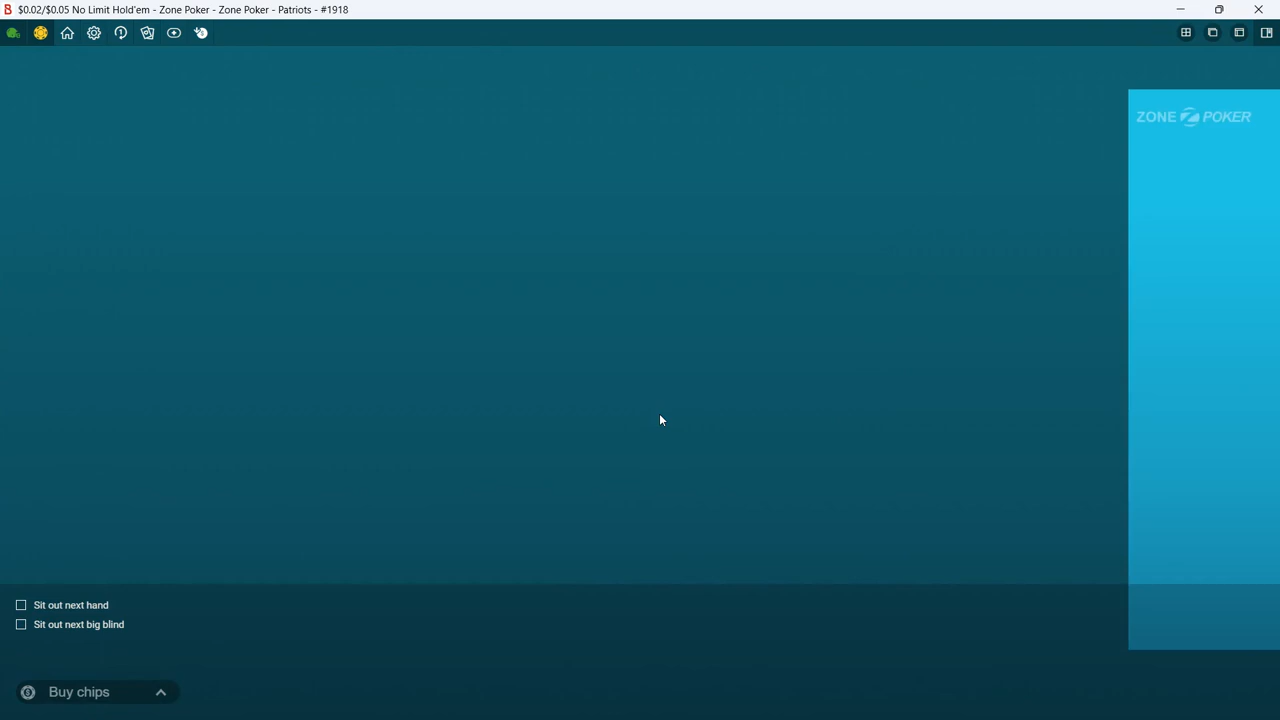 $0.02/$0.05 No Limit Hold'em - Zone Poker - Zone Poker - Patriots - #1918
ZONE POKER
Sit out next hand
Sit out next big blind
Buy chips